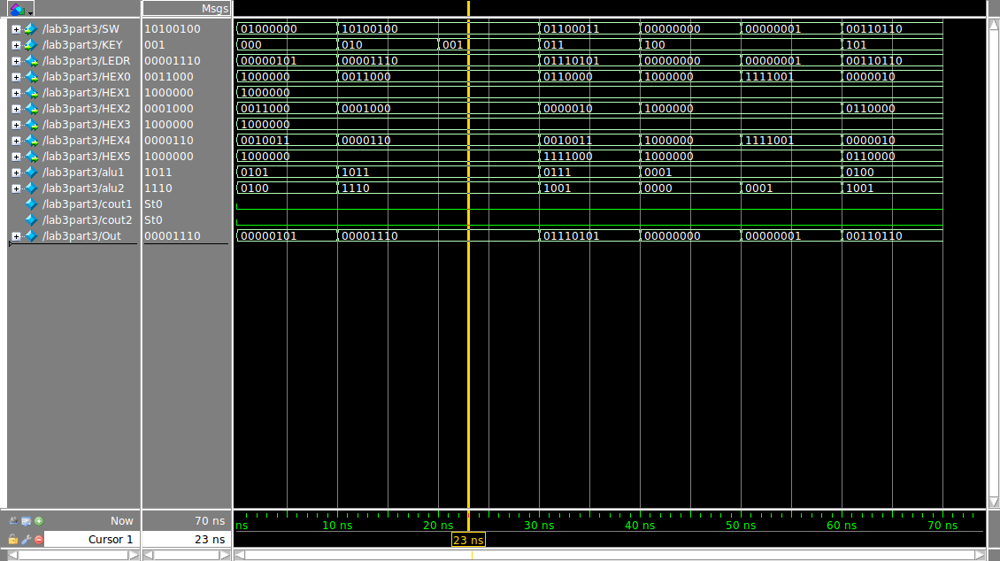 Msgs
/lab3part3/SW 10100100 01000000 10100100 01100011 00000000 00000001 00110110
/lab3part3/KEY 001 000 010 001 011 100 101
/lab3part3/LEDR 00001110 00000101 00001110 01110101 00000000 00000001 00110110
/lab3part3/HEX0 0011000 1000000 0011000 0110000 1000000 1111001 0000010
/lab3part3/HEX1 1000000 1000000
/lab3part3/HEX2 0001000 0011000 0001000 0000010 1000000 0110000
/lab3part3/HEX3 1000000 1000000
/lab3part3/HEX4 0000110 0010011 0000110 0010011 1000000 1111001 0000010
/lab3part3/HEX5 1000000 1000000 1111000 1000000 0110000
/lab3part3/alu1 1011 0101 1011 0111 0001 0100
/lab3part3/alu2 1110 0100 1110 1001 0000 0001 1001
/lab3part3/cout1 St0
/lab3part3/cout2 St0
/lab3part3/Out 00001110 00000101 00001110 01110101 00000000 00000001 00110110
Now 70 ns ns 10 ns 20 ns 30 ns 40 ns 50 ns 60 ns 70 ns
Cursor 1 23 ns 23 ns